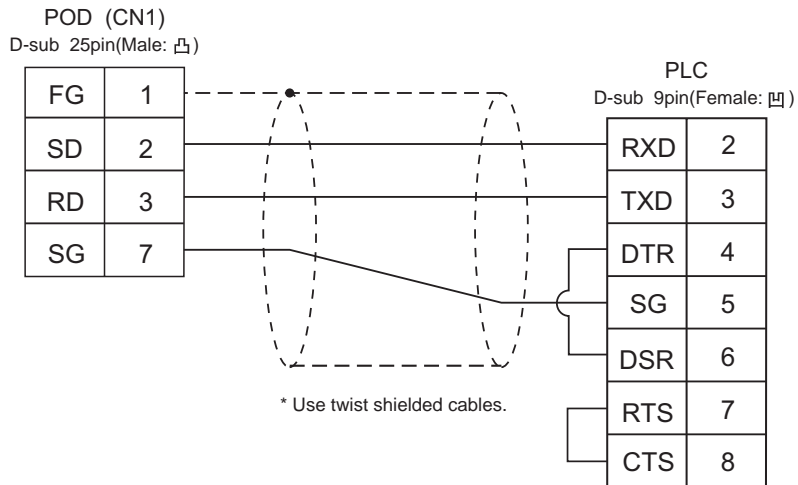 POD (CN1)
D-sub 25pin(Male: 凸)
FG 1
SD 2
RD 3
SG 7
PLC
D-sub 9pin(Female: 凹)
RXD 2
TXD 3
DTR 4
SG 5
DSR 6
RTS 7
CTS 8
* Use twist shielded cables.